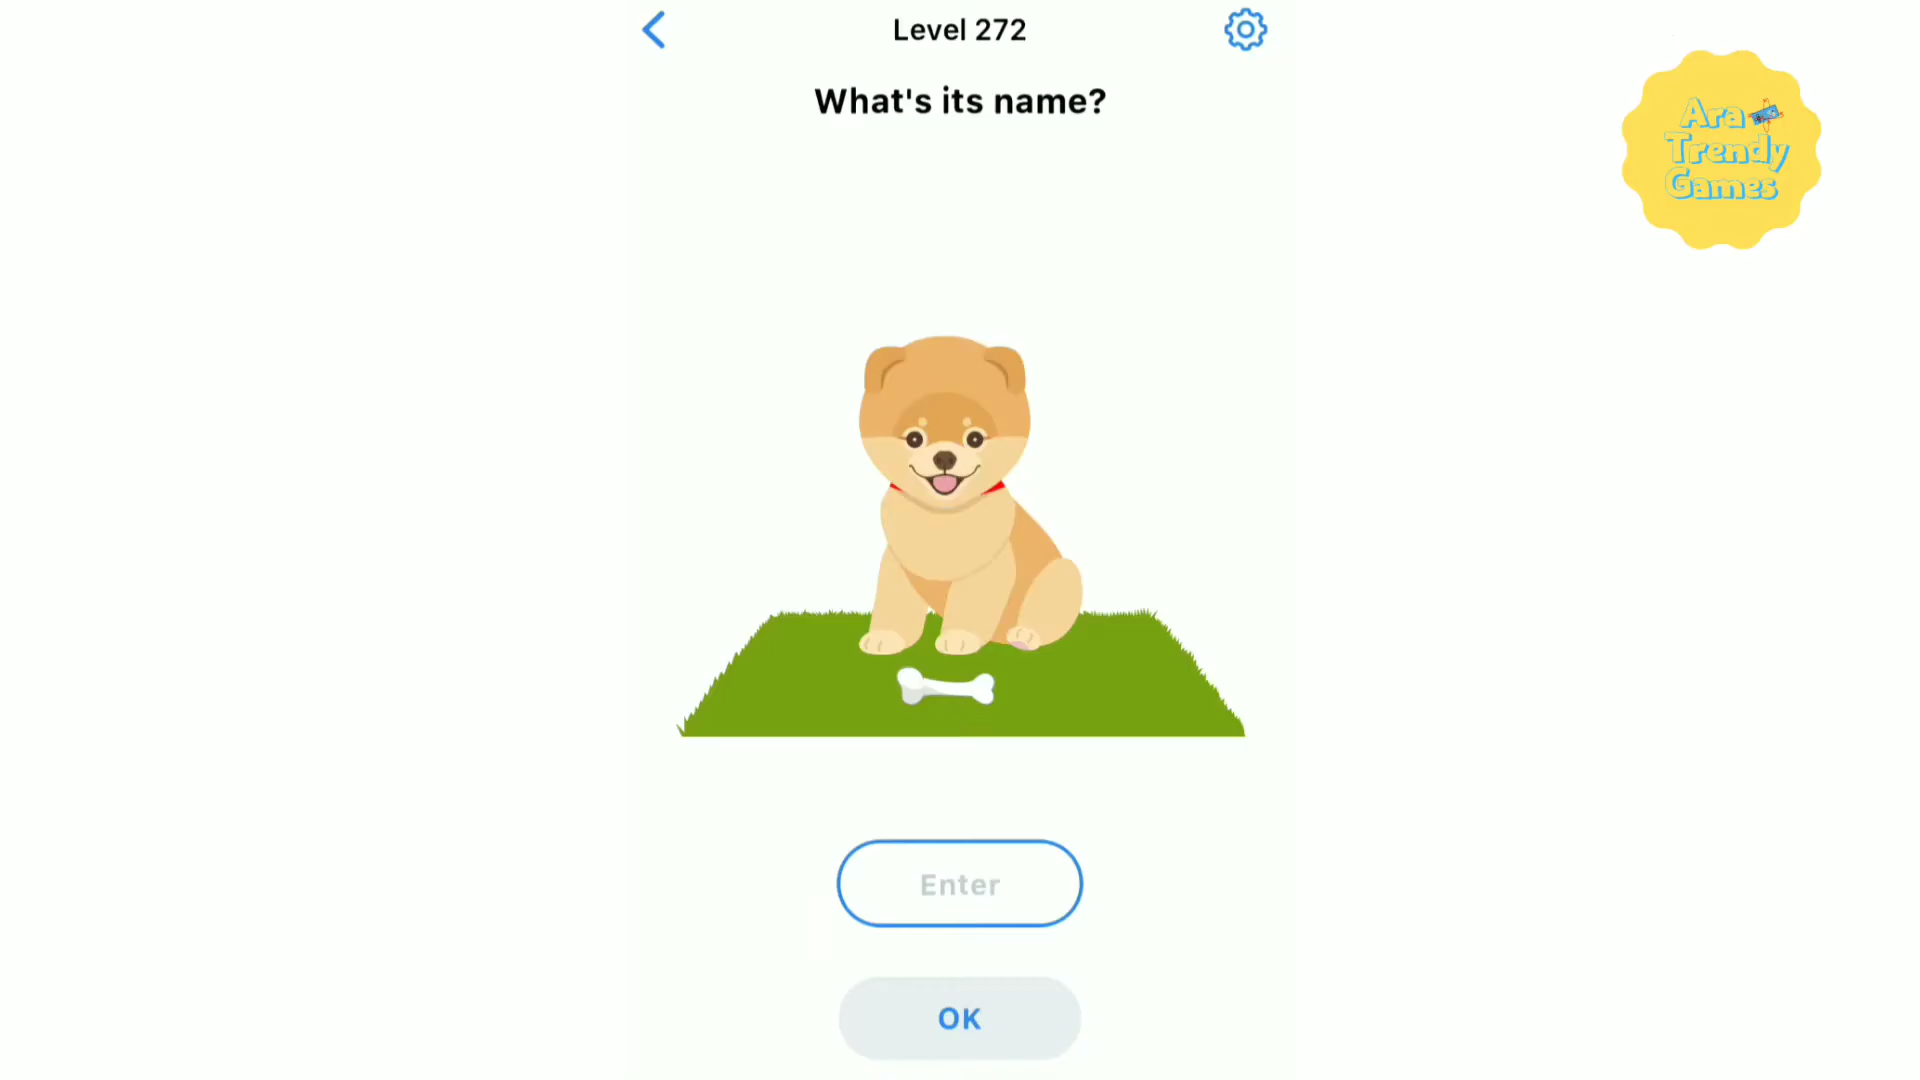 Level 272
What's its name?
Ara
Trendy
Games
Enter
OK